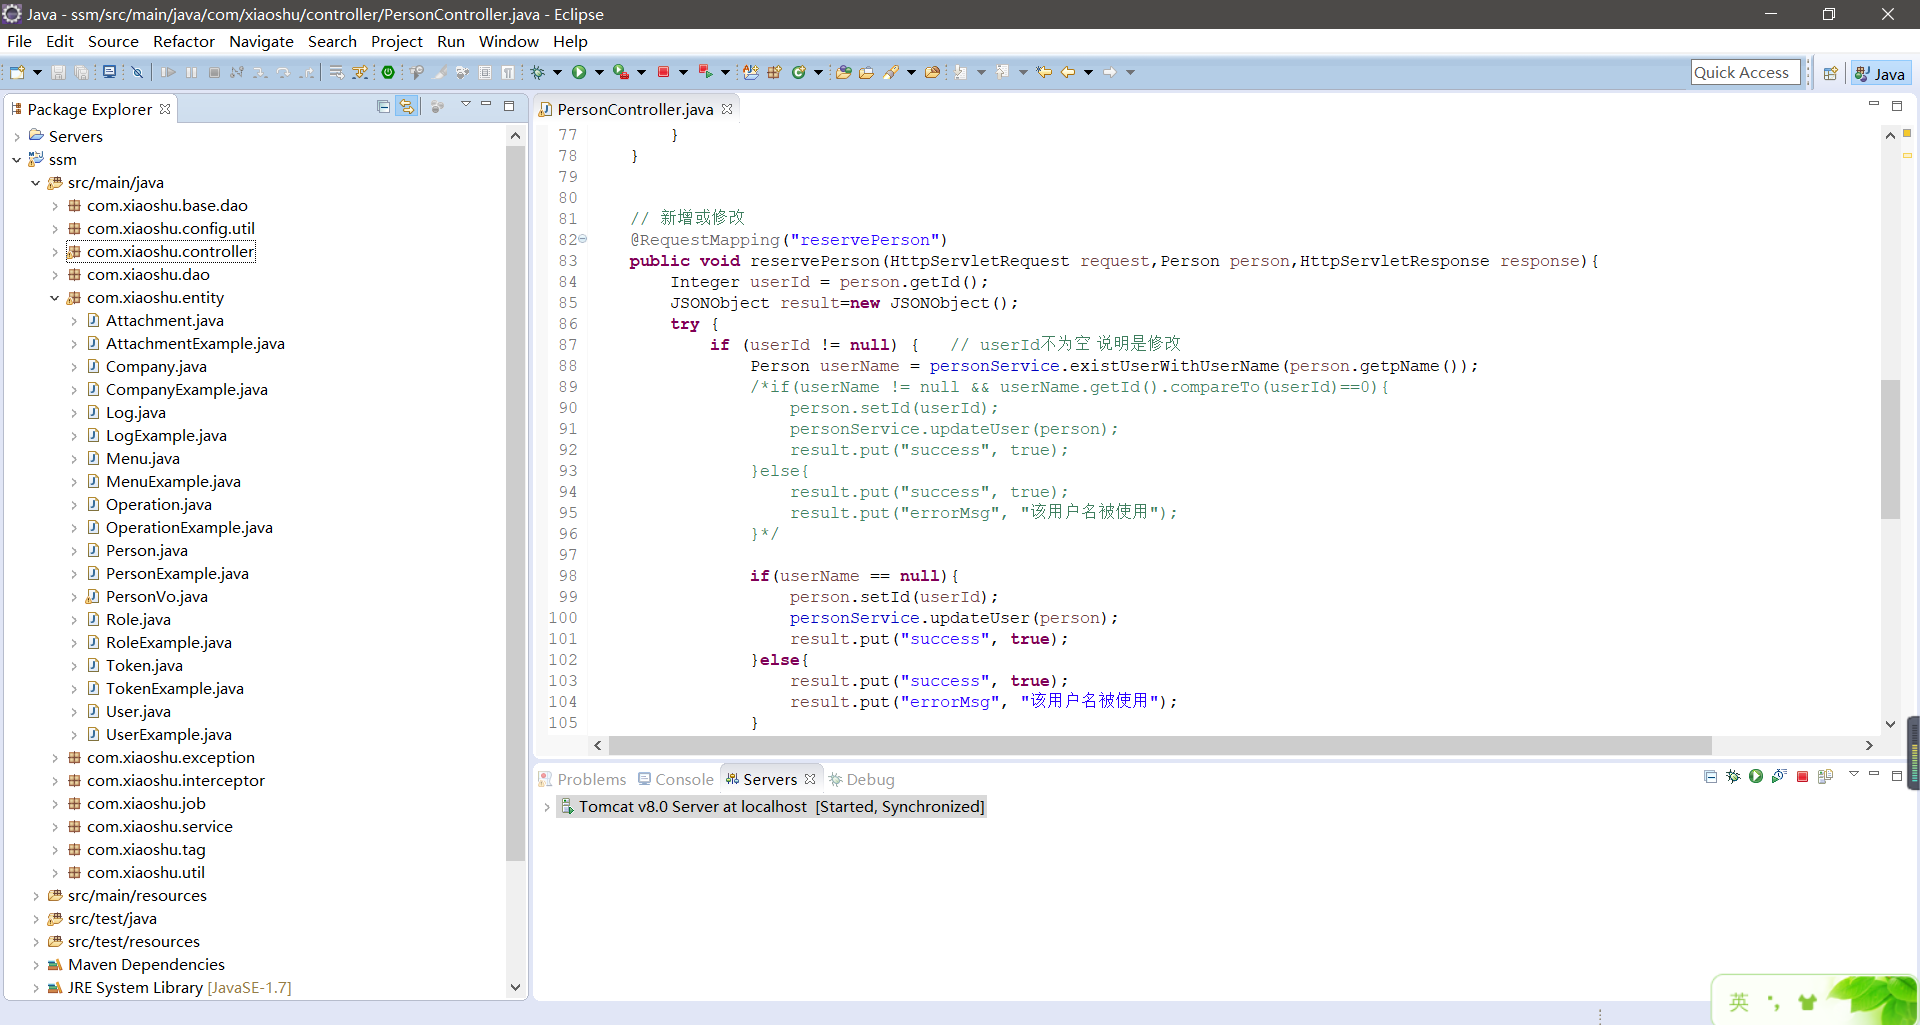 Java - ssm/src/main/java/com/xiaoshu/controller/PersonController.java - Eclipse
File Edit Source Refactor Navigate Search Project Run Window Help
Quick Access
Java
Package Explorer
Servers
ssm
src/main/java
com.xiaoshu.base.dao
com.xiaoshu.config.util
com.xiaoshu.controller
com.xiaoshu.dao
com.xiaoshu.entity
Attachment.java
AttachmentExample.java
Company.java
CompanyExample.java
Log.java
LogExample.java
Menu.java
MenuExample.java
Operation.java
OperationExample.java
Person.java
PersonExample.java
PersonVo.java
Role.java
RoleExample.java
Token.java
TokenExample.java
User.java
UserExample.java
com.xiaoshu.exception
com.xiaoshu.interceptor
com.xiaoshu.job
com.xiaoshu.service
com.xiaoshu.tag
com.xiaoshu.util
src/main/resources
src/test/java
src/test/resources
Maven Dependencies
JRE System Library [JavaSE-1.7]
PersonController.java
77 }
78 }
79
80
81 // 新增或修改
82 @RequestMapping("reservePerson")
83 public void reservePerson(HttpServletRequest request,Person person,HttpServletResponse response){
84 Integer userId = person.getId();
85 JSONObject result=new JSONObject();
86 try {
87 if (userId != null) { // userId不为空 说明是修改
88 Person userName = personService.existUserWithUserName(person.getpName());
89 /*if(userName != null && userName.getId().compareTo(userId)==0){
90 person.setId(userId);
91 personService.updateUser(person);
92 result.put("success", true);
93 }else{
94 result.put("success", true);
95 result.put("errorMsg", "该用户名被使用");
96 }*/
97
98 if(userName == null){
99 person.setId(userId);
100 personService.updateUser(person);
101 result.put("success", true);
102 }else{
103 result.put("success", true);
104 result.put("errorMsg", "该用户名被使用");
105 }
Problems Console Servers Debug
Tomcat v8.0 Server at localhost [Started, Synchronized]
英